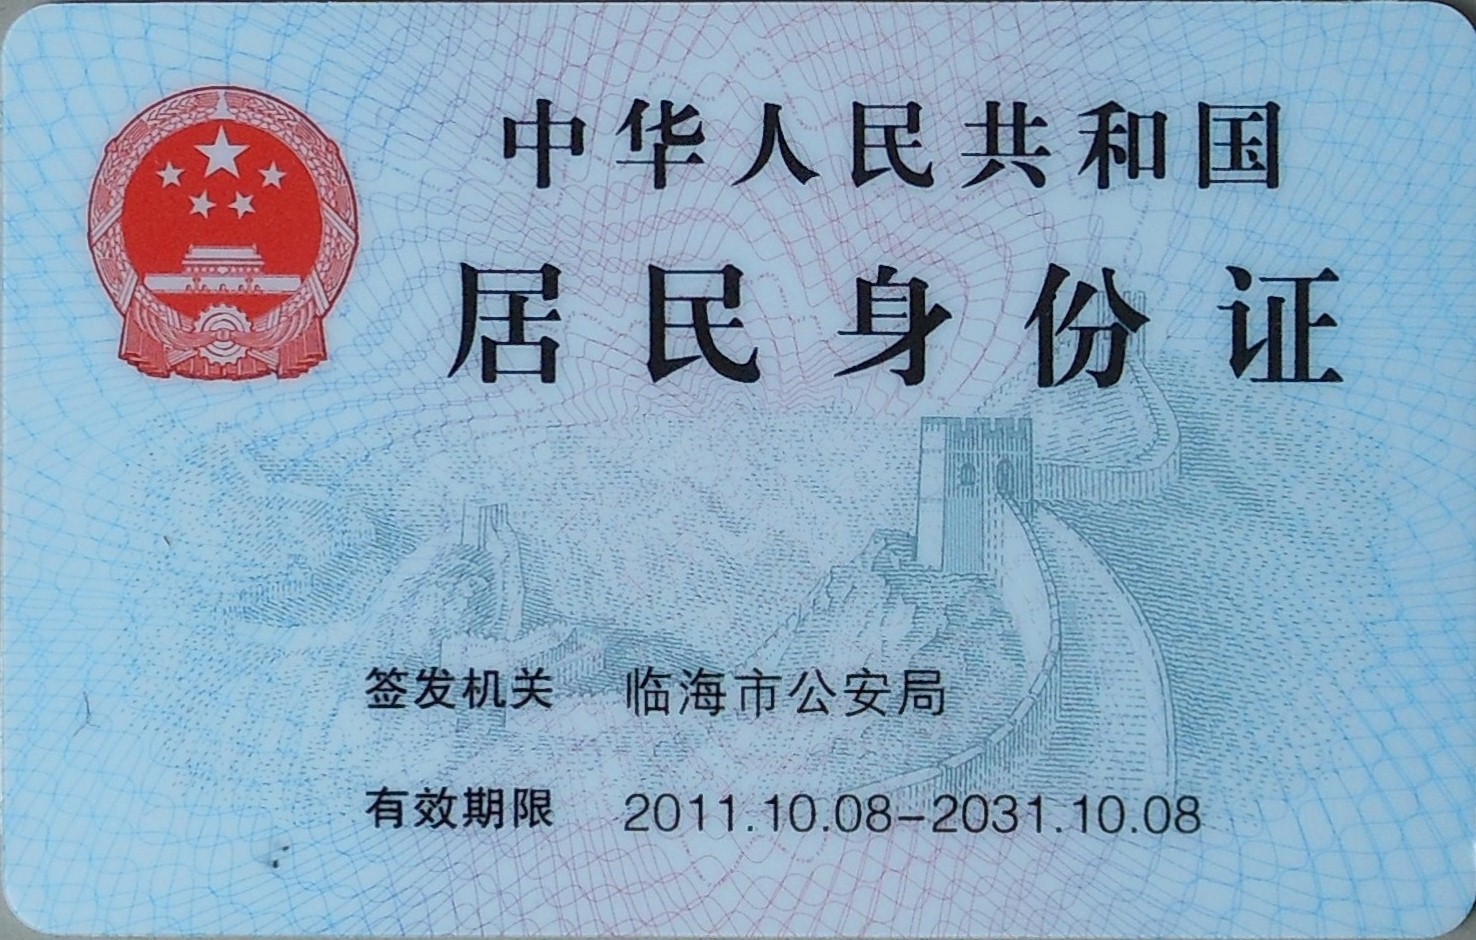 中华人民共和国
居民身份证
签发机关 临海市公安局
有效期限 2011.10.08-2031.10.08